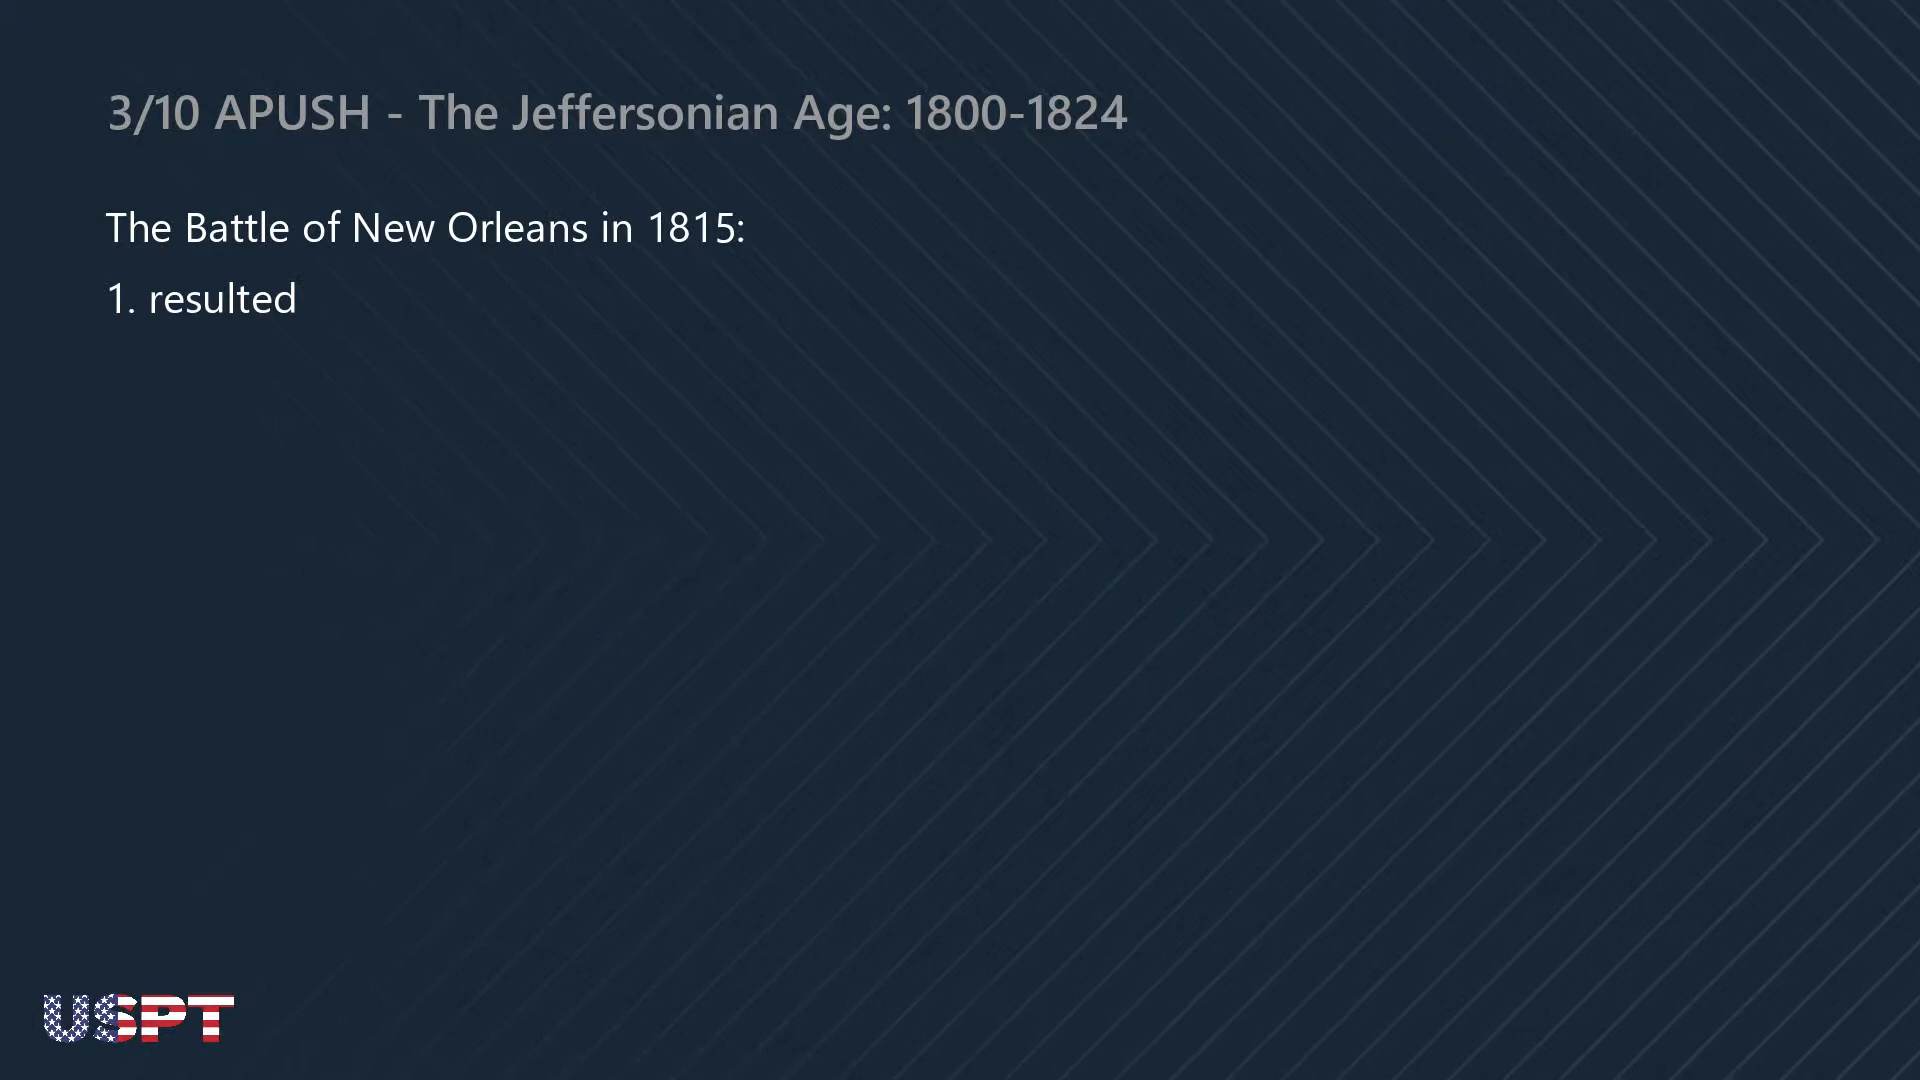 3/10 APUSH - The Jeffersonian Age: 1800-1824
The Battle of New Orleans in 1815:
1. resulted
USPT